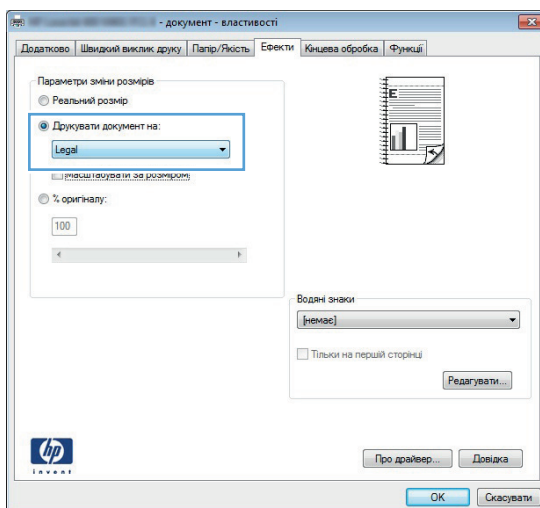 - документ - властивості
Додатково Швидкий виклик друку Папір/Якість Ефекти Кінцева обробка Функції
Параметри зміни розмірів
Реальний розмір
Друкувати документ на:
Legal
Масштабувати за розміром
% оригіналу:
100
E
Водяні знаки
[немає]
Тільки на першій сторінці
Редагувати...
hp
invent
Про драйвер... Довідка
OK Скасувати